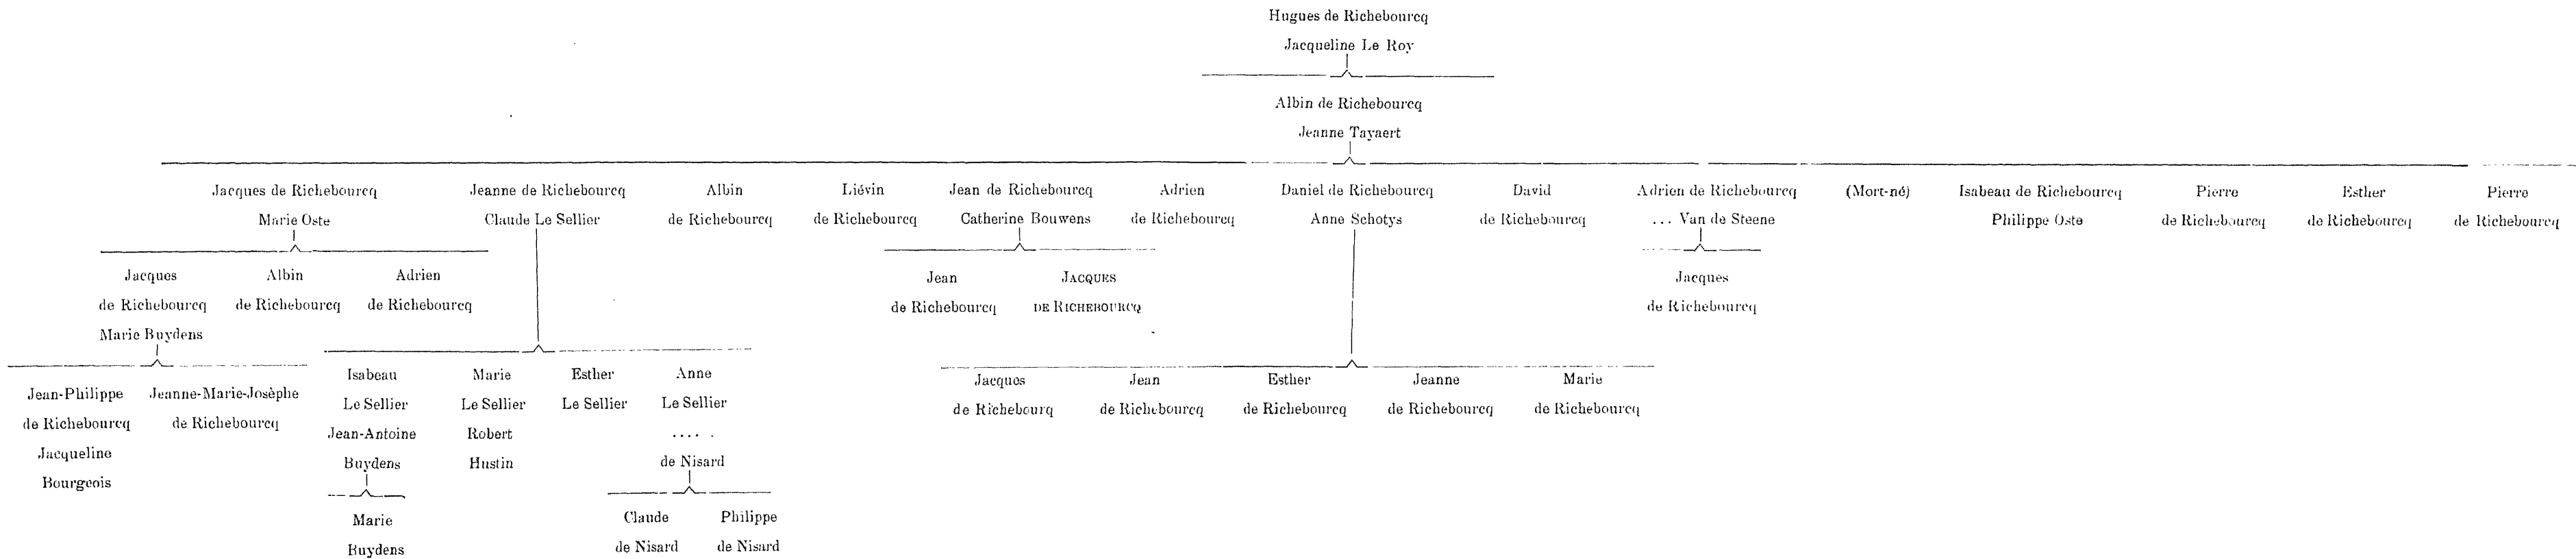 Hugues de Richebourcq
Jacqueline Le Roy
Albin de Richebourcq
Jeanne Tayaert
Jacques de Richebourcq
Marie Oste
Jeanne de Richebourcq
Claude Le Sellier
Albin
de Richebourcq
Liévin
de Richebourcq
Jean de Richebourcq
Catherine Bouwens
Adrien
de Richebourcq
Daniel de Richebourcq
Anne Schotys
David
de Richebourcq
Adrien de Richebourcq
... Van de Steene
(Mort-né)
Isabeau de Richebourcq
Philippe Oste
Pierre
de Richebourcq
Esther
de Richebourcq
Pierre
de Richebourcq
Jacques
de Richebourcq
Marie Buydens
Albin
de Richebourcq
Adrien
de Richebourcq
Jean
de Richebourcq
JACQUES
DE RICHEBOURCQ
Jacques
de Richebourcq
Jean-Philippe
de Richebourcq
Jacqueline
Bourgeois
Jeanne-Marie-Josèphe
de Richebourcq
Isabeau
Le Sellier
Jean-Antoine
Buydens
Marie
Le Sellier
Robert
Hustin
Esther
Le Sellier
Anne
Le Sellier
.... .
de Nisard
Jacques
de Richebourq
Jean
de Richebourcq
Esther
de Richebourcq
Jeanne
de Richebourcq
Marie
de Richebourcq
Marie
Buydens
Claude
de Nisard
Philippe
de Nisard